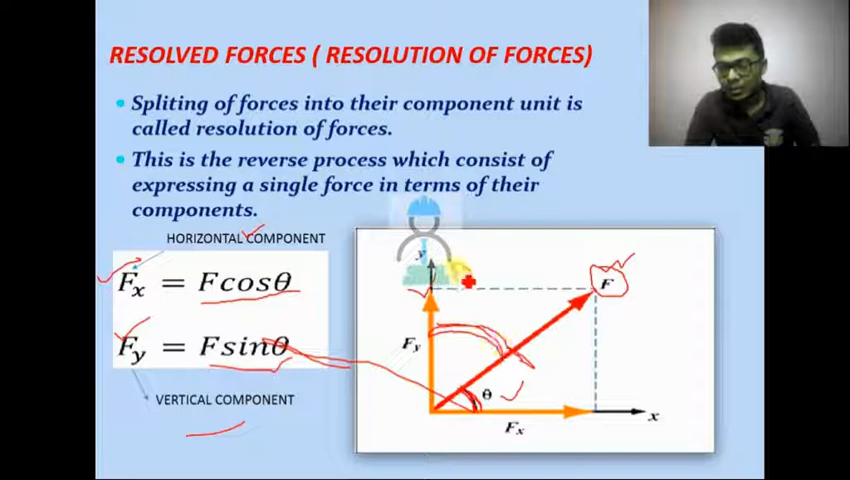 RESOLVED FORCES ( RESOLUTION OF FORCES)
Spliting of forces into their component unit is
called resolution of forces.
This is the reverse process which consist of
expressing a single force in terms of their
components.
HORIZONTAL COMPONENT
Fx = Fcosθ
Fy = Fsinθ
VERTICAL COMPONENT
y
F
Fy
θ
x
Fx